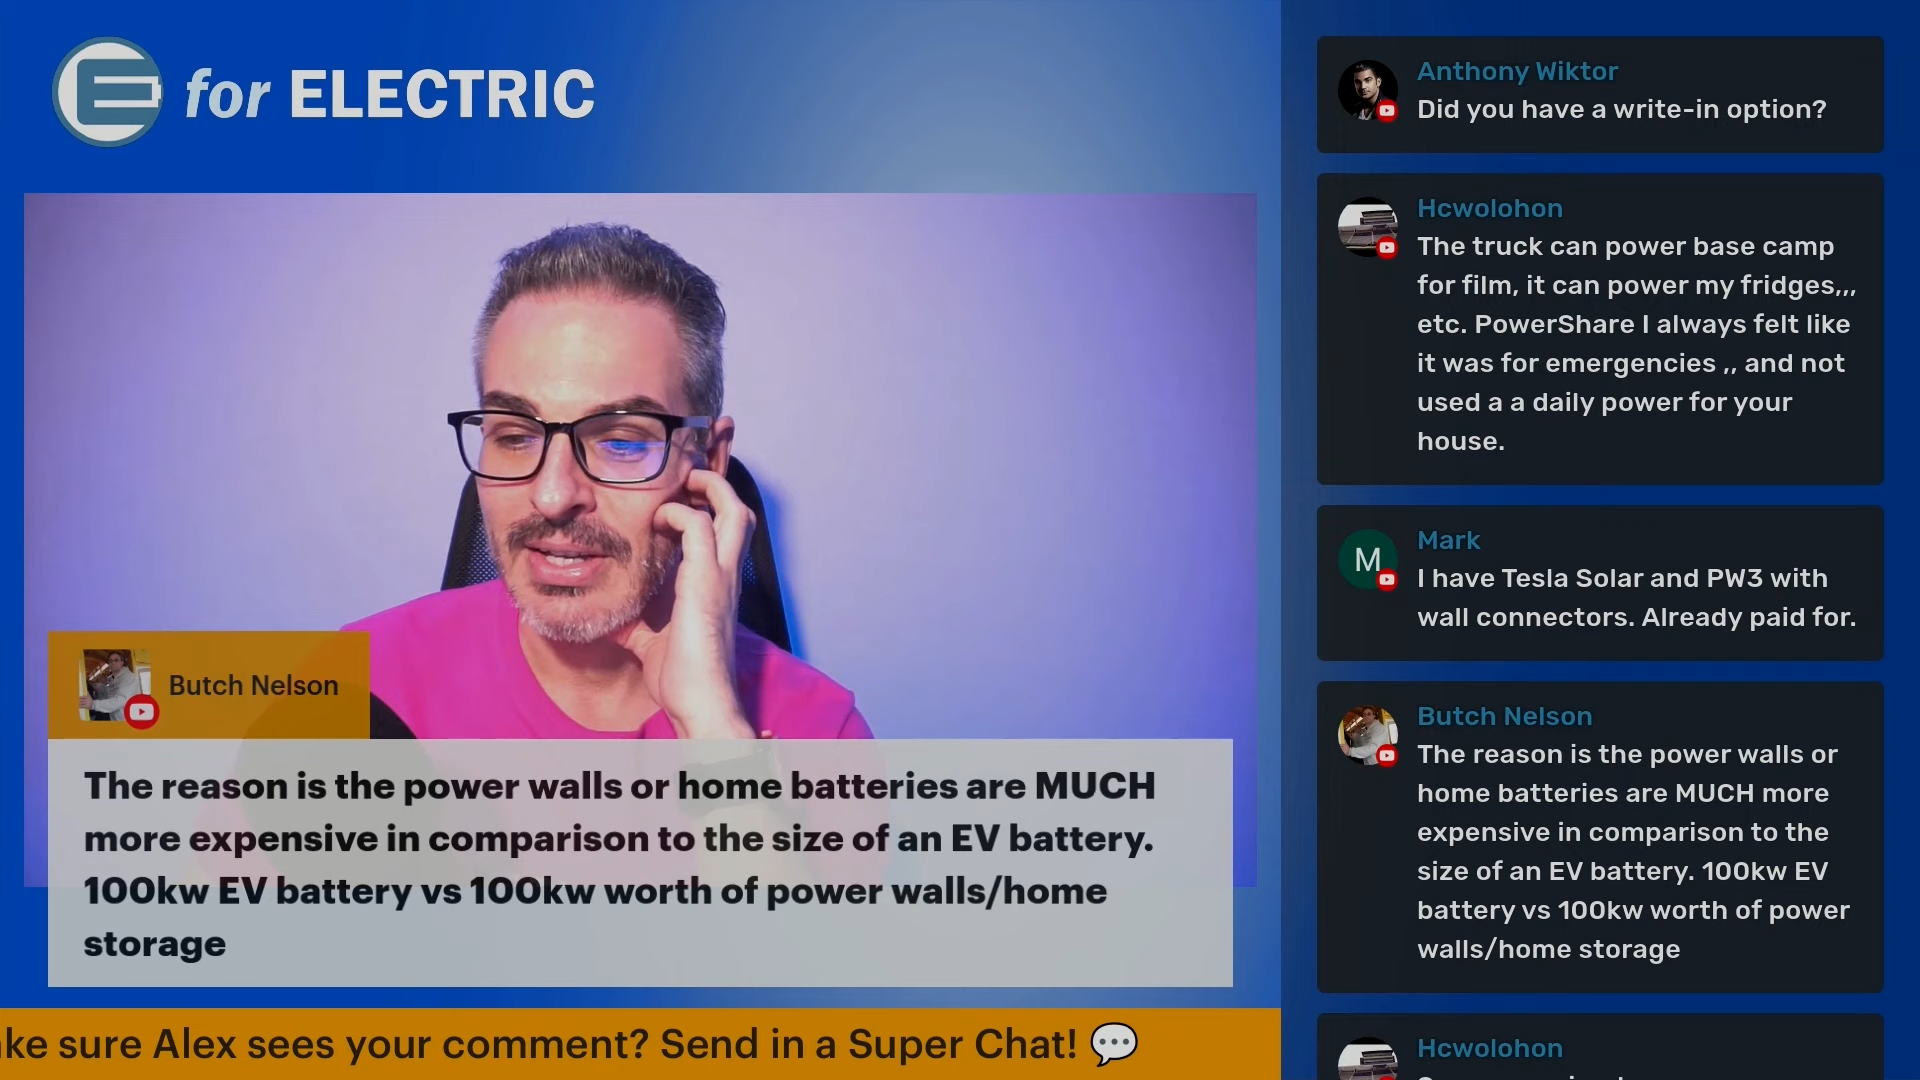 for ELECTRIC
Butch Nelson
The reason is the power walls or home batteries are MUCH
more expensive in comparison to the size of an EV battery.
100kw EV battery vs 100kw worth of power walls/home
storage
ke sure Alex sees your comment? Send in a Super Chat! 💬
Anthony Wiktor
Did you have a write-in option?
Hcwolohon
The truck can power base camp
for film, it can power my fridges,,,
etc. PowerShare I always felt like
it was for emergencies ,, and not
used a a daily power for your
house.
M
Mark
I have Tesla Solar and PW3 with
wall connectors. Already paid for.
Butch Nelson
The reason is the power walls or
home batteries are MUCH more
expensive in comparison to the
size of an EV battery. 100kw EV
battery vs 100kw worth of power
walls/home storage
Hcwolohon